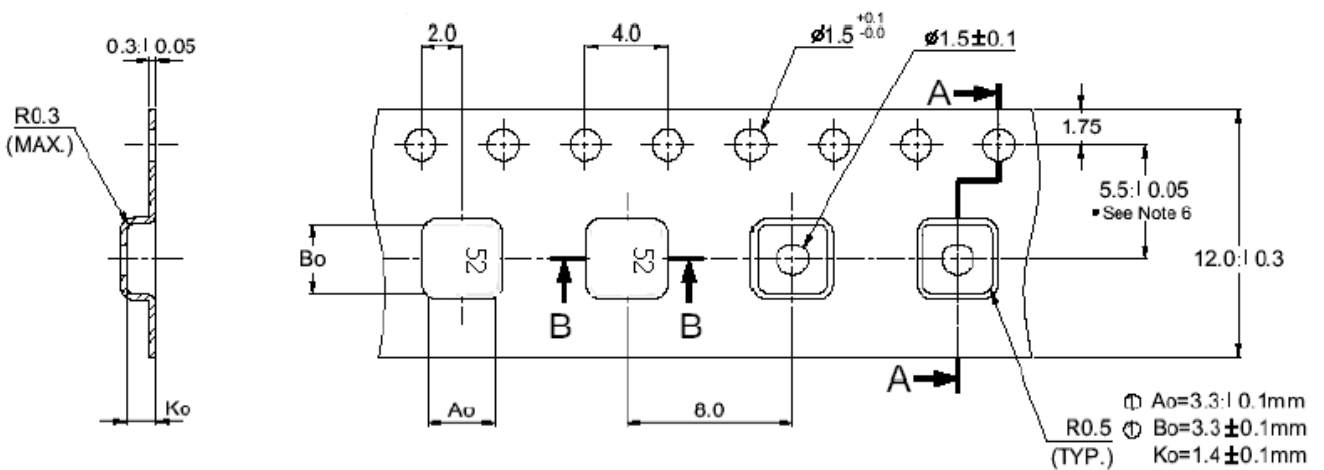 0.3:| 0.05
2.0
4.0
ø1.5 +0.1 -0.0
ø1.5±0.1
R0.3
(MAX.)
A
1.75
5.5:| 0.05
See Note 6
12.0:| 0.3
Bo
52
52
B
B
A
Ko
Ao
8.0
R0.5
(TYP.)
Ao=3.3:| 0.1mm
Bo=3.3±0.1mm
Ko=1.4±0.1mm